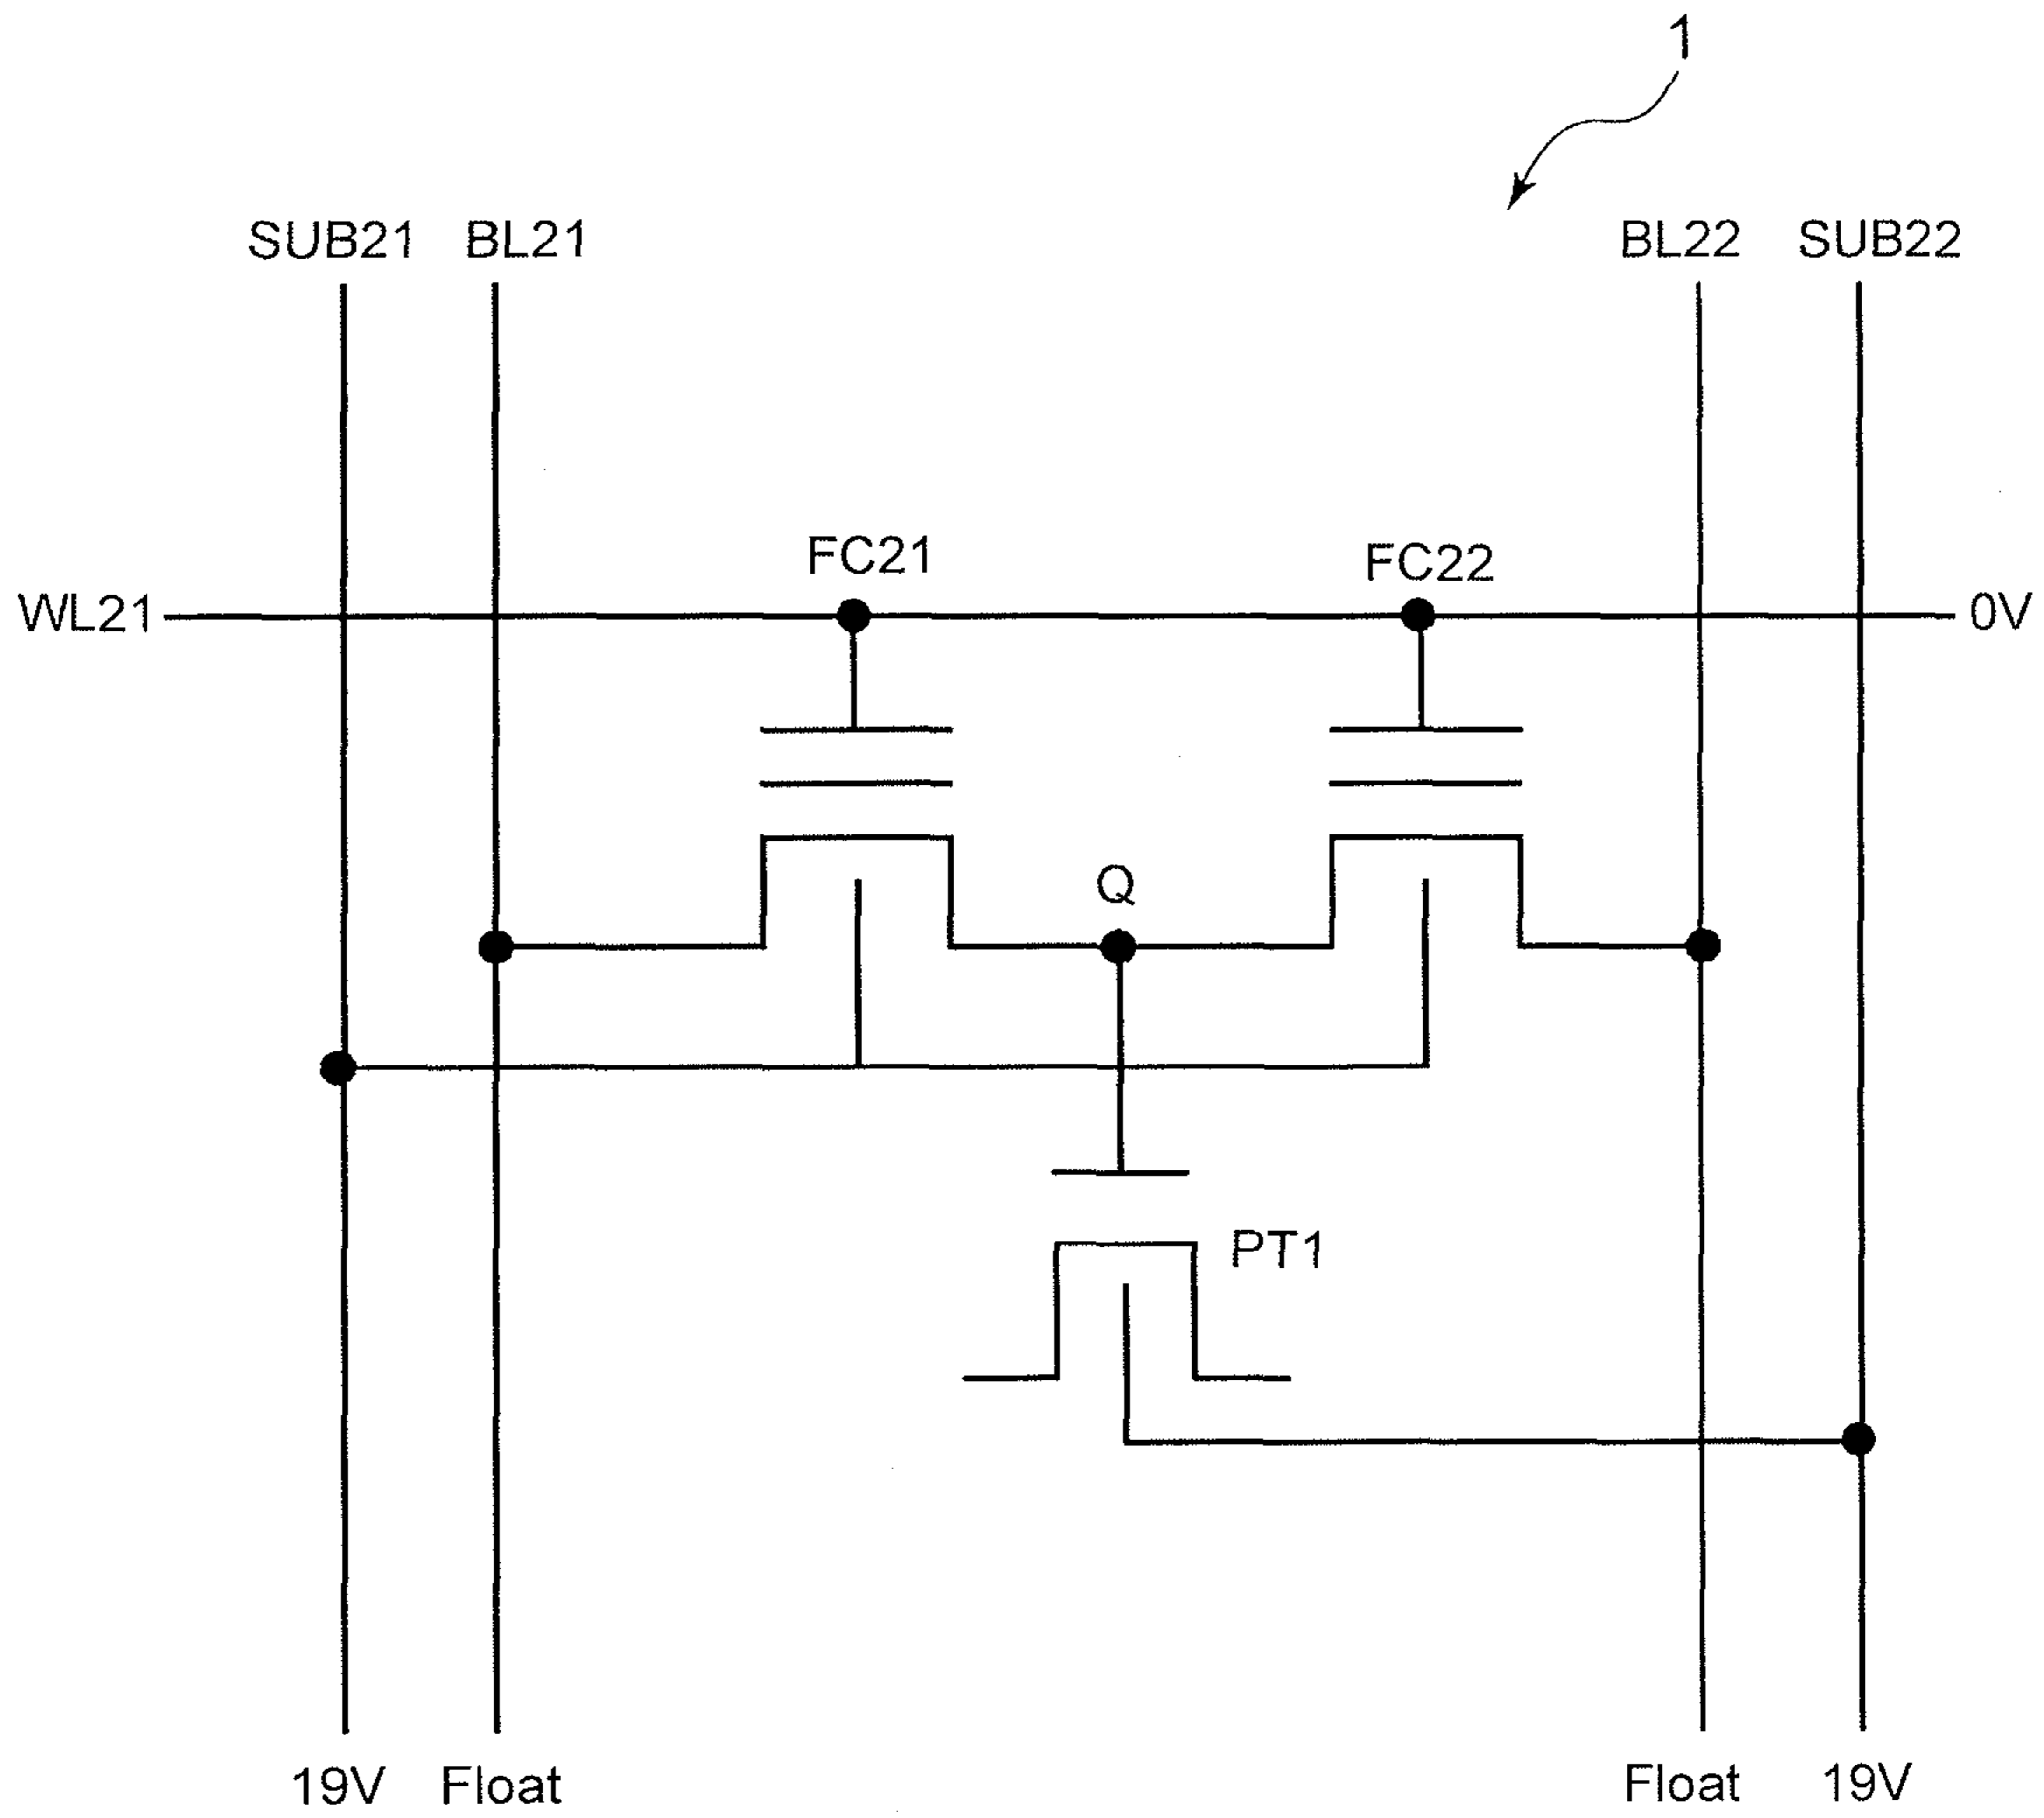 1
SUB21 BL21 BL22 SUB22
FC21 FC22
WL21 0V
Q
PT1
19V Float Float 19V